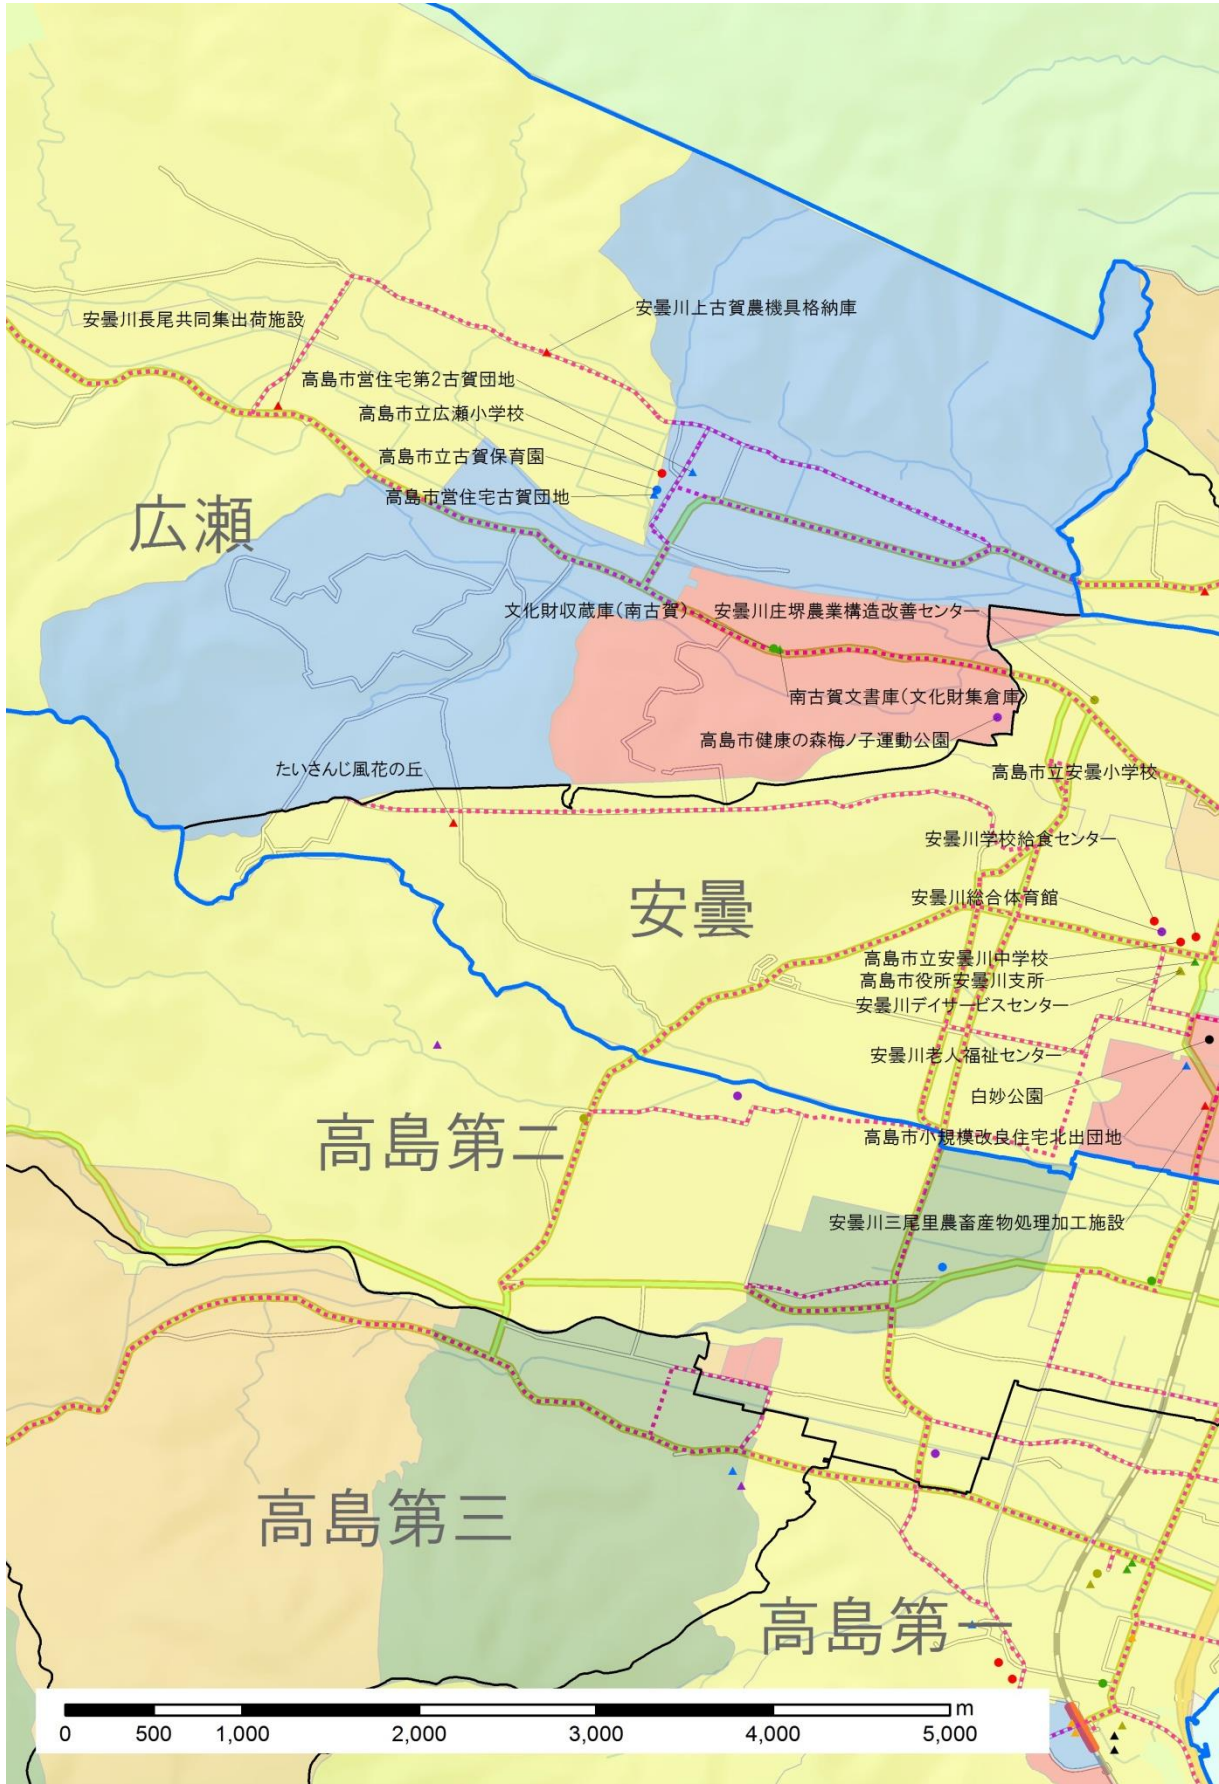 安曇川長尾共同集出荷施設
安曇川上古賀農機具格納庫
高島市営住宅第2古賀団地
高島市立広瀬小学校
高島市立古賀保育園
高島市営住宅古賀団地
広瀬
文化財収蔵庫(南古賀)
安曇川庄堺農業構造改善センター
南古賀文書庫(文化財集倉庫)
高島市健康の森梅ノ子運動公園
たいさんじ風花の丘
高島市立安曇小学校
安曇川学校給食センター
安曇
安曇川総合体育館
高島市立安曇川中学校
高島市役所安曇川支所
安曇川デイサービスセンター
安曇川老人福祉センター
白妙公園
高島第二
高島市小規模改良住宅北出団地
安曇川三尾里農畜産物処理加工施設
高島第三
高島第一
m
0 500 1,000 2,000 3,000 4,000 5,000